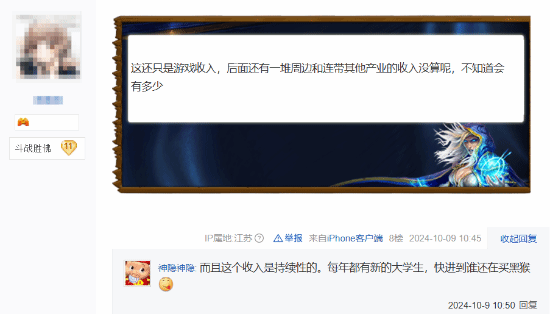 这还只是游戏收入，后面还有一堆周边和连带其他产业的收入没算呢，不知道会
有多少
斗战胜佛 11
IP属地:江苏 举报 来自iPhone客户端 8楼 2024-10-09 10:45 收起回复
神隐神隐: 而且这个收入是持续性的。每年都有新的大学生，快进到谁还在买黑猴
2024-10-9 10:50 回复